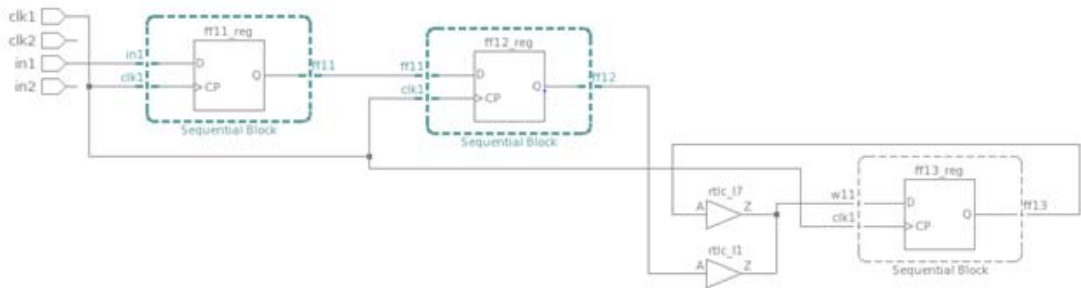 clk1
clk2
in1
in2
ff11_reg
in1
D
Q
ff11
clk1
CP
Sequential Block
ff12_reg
ff11
D
Q
ff12
clk1
CP
Sequential Block
rtlc_I7
A
Z
rtlc_I1
A
Z
ff13_reg
w11
D
Q
ff13
clk1
CP
Sequential Block